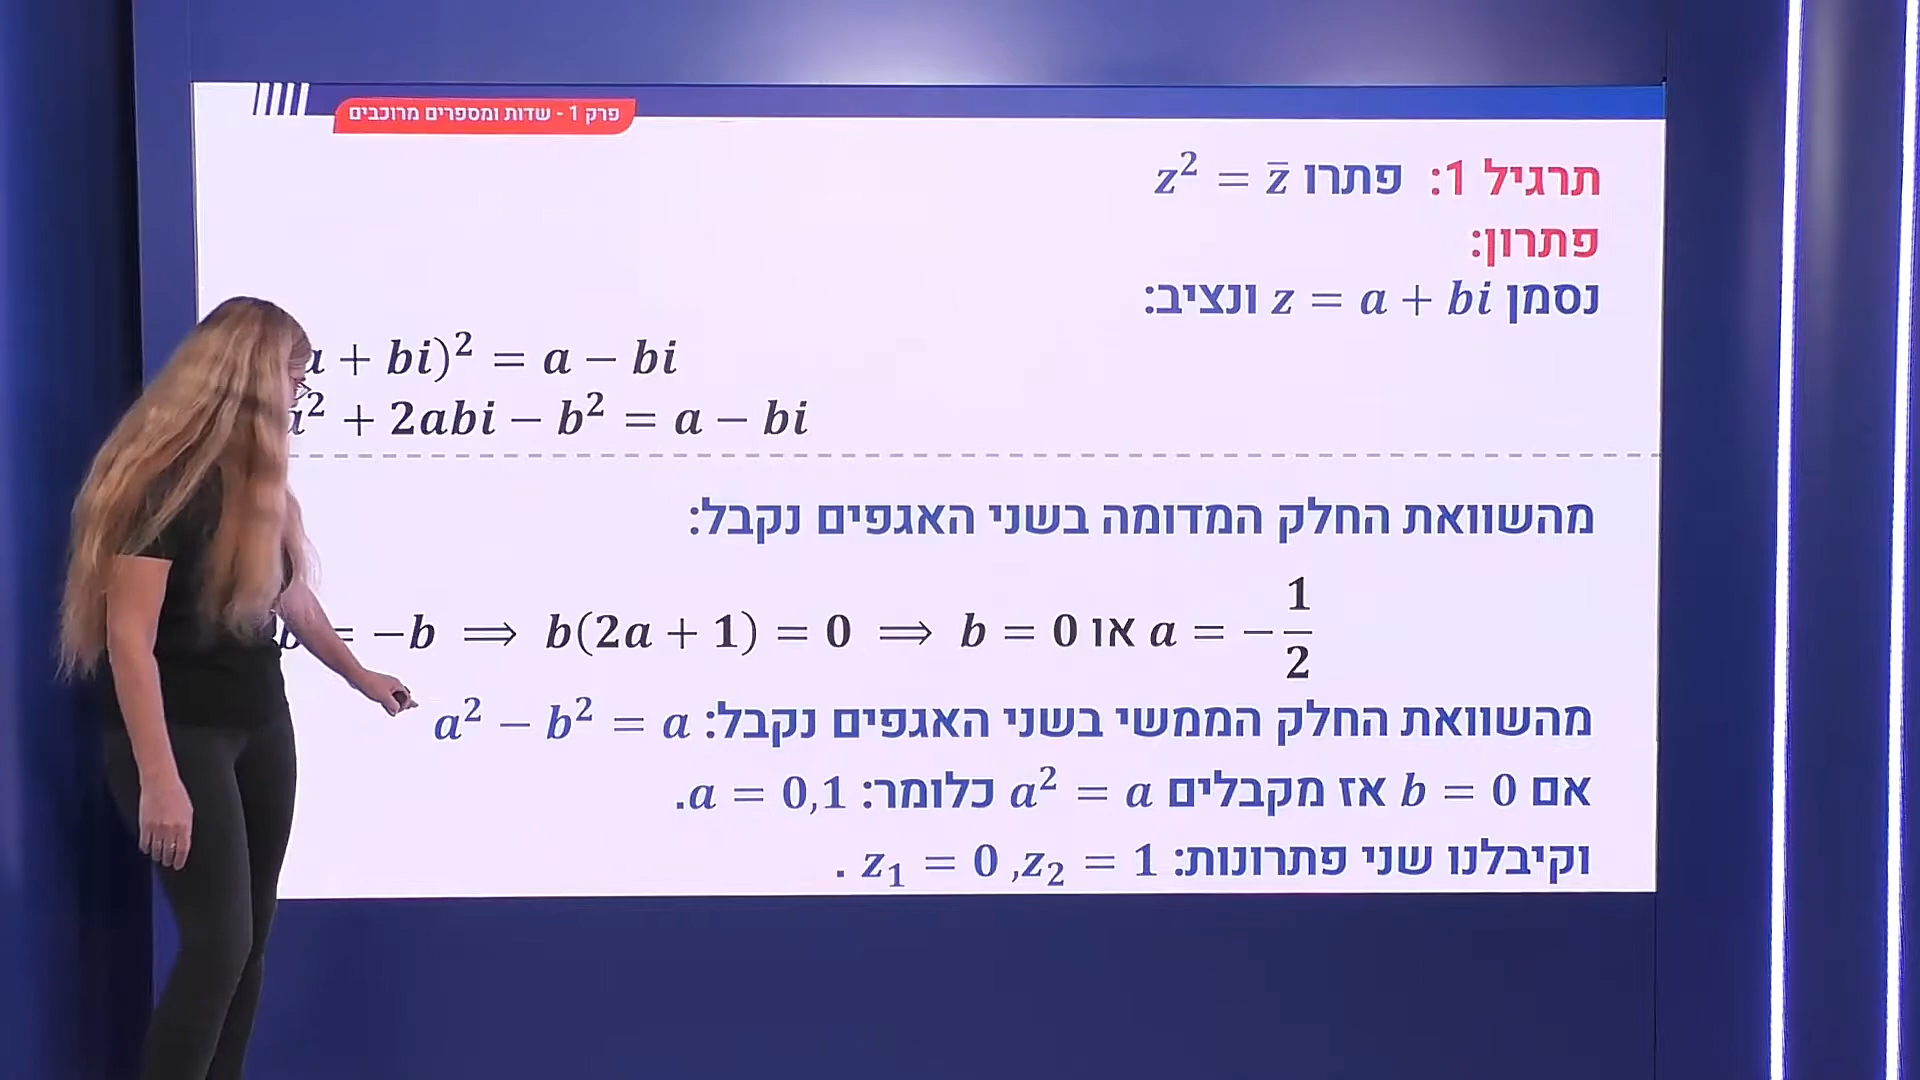 פרק 1 - שדות ומספרים מרוכבים
תרגיל 1: פתרו z² = z̄
פתרון:
נסמן z = a + bi ונציב:
a + bi)² = a − bi
a² + 2abi − b² = a − bi
מהשוואת החלק המדומה בשני האגפים נקבל:
b = −b ⟹ b(2a + 1) = 0 ⟹ b = 0 או a = −1/2
מהשוואת החלק הממשי בשני האגפים נקבל: a² − b² = a
אם b = 0 אז מקבלים a² = a כלומר: a = 0,1.
וקיבלנו שני פתרונות: z₁ = 0, z₂ = 1 .